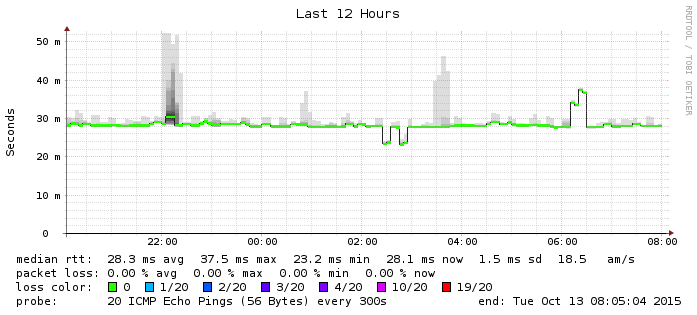 Last 12 Hours
RRDTOOL / TOBI OETIKER
Seconds
50 m
40 m
30 m
20 m
10 m
0
22:00 00:00 02:00 04:00 06:00 08:00
median rtt: 28.3 ms avg 37.5 ms max 23.2 ms min 28.1 ms now 1.5 ms sd 18.5 am/s
packet loss: 0.00 % avg 0.00 % max 0.00 % min 0.00 % now
loss color: 0 1/20 2/20 3/20 4/20 10/20 19/20
probe: 20 ICMP Echo Pings (56 Bytes) every 300s end: Tue Oct 13 08:05:04 2015